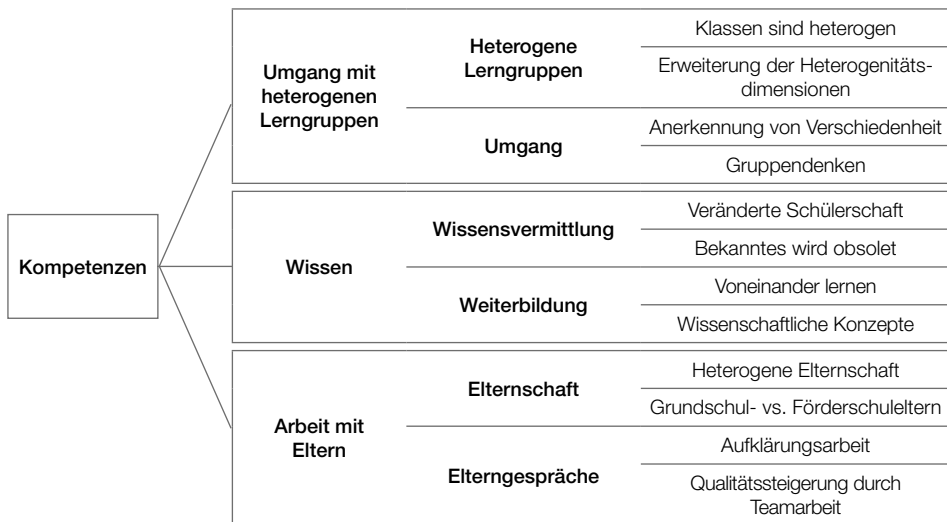 Kompetenzen
Umgang mit
heterogenen
Lerngruppen
Heterogene
Lerngruppen
Klassen sind heterogen
Erweiterung der Heterogenitäts-
dimensionen
Umgang
Anerkennung von Verschiedenheit
Gruppendenken
Wissen
Wissensvermittlung
Veränderte Schülerschaft
Bekanntes wird obsolet
Weiterbildung
Voneinander lernen
Wissenschaftliche Konzepte
Arbeit mit
Eltern
Elternschaft
Heterogene Elternschaft
Grundschul- vs. Förderschuleltern
Elterngespräche
Aufklärungsarbeit
Qualitätssteigerung durch
Teamarbeit